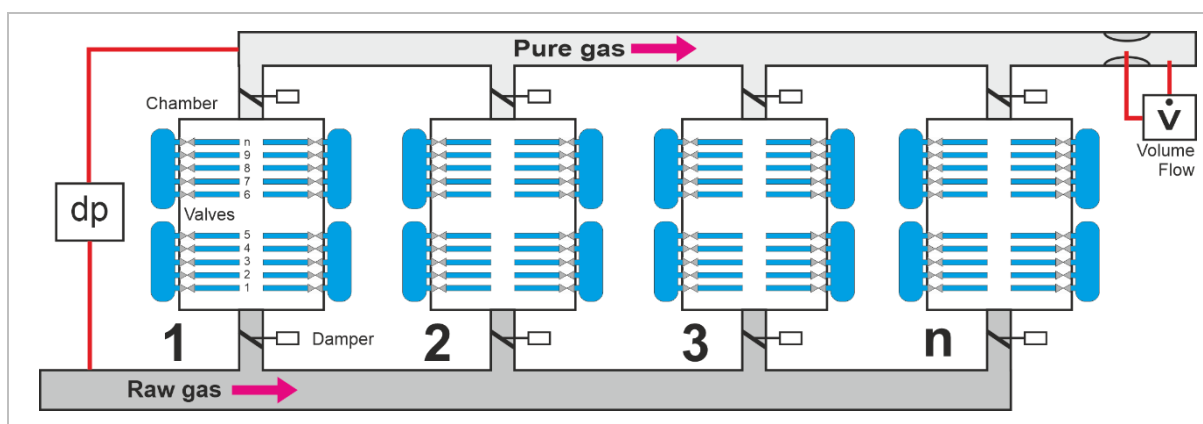 Pure gas
Chamber
n
9
8
7
6
V̇
Volume
Flow
dp
Valves
5
4
3
2
1
1
Damper
2
3
n
Raw gas